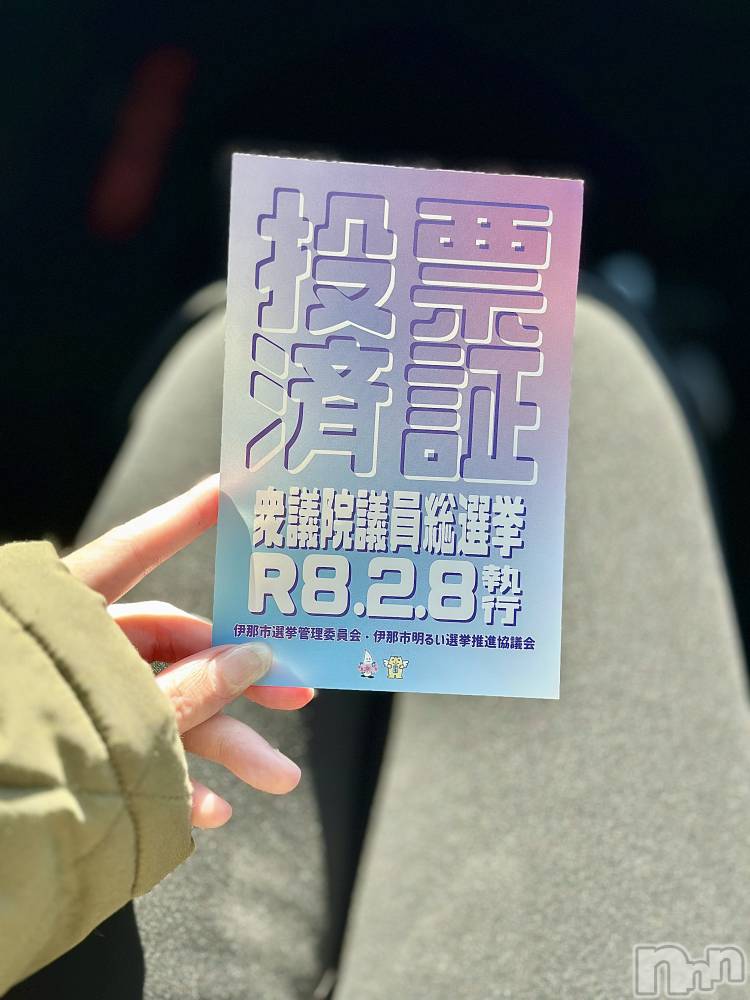 投票
済証
衆議院議員総選挙
R8.2.8執行
伊那市選挙管理委員会・伊那市明るい選挙推進協議会
nnn